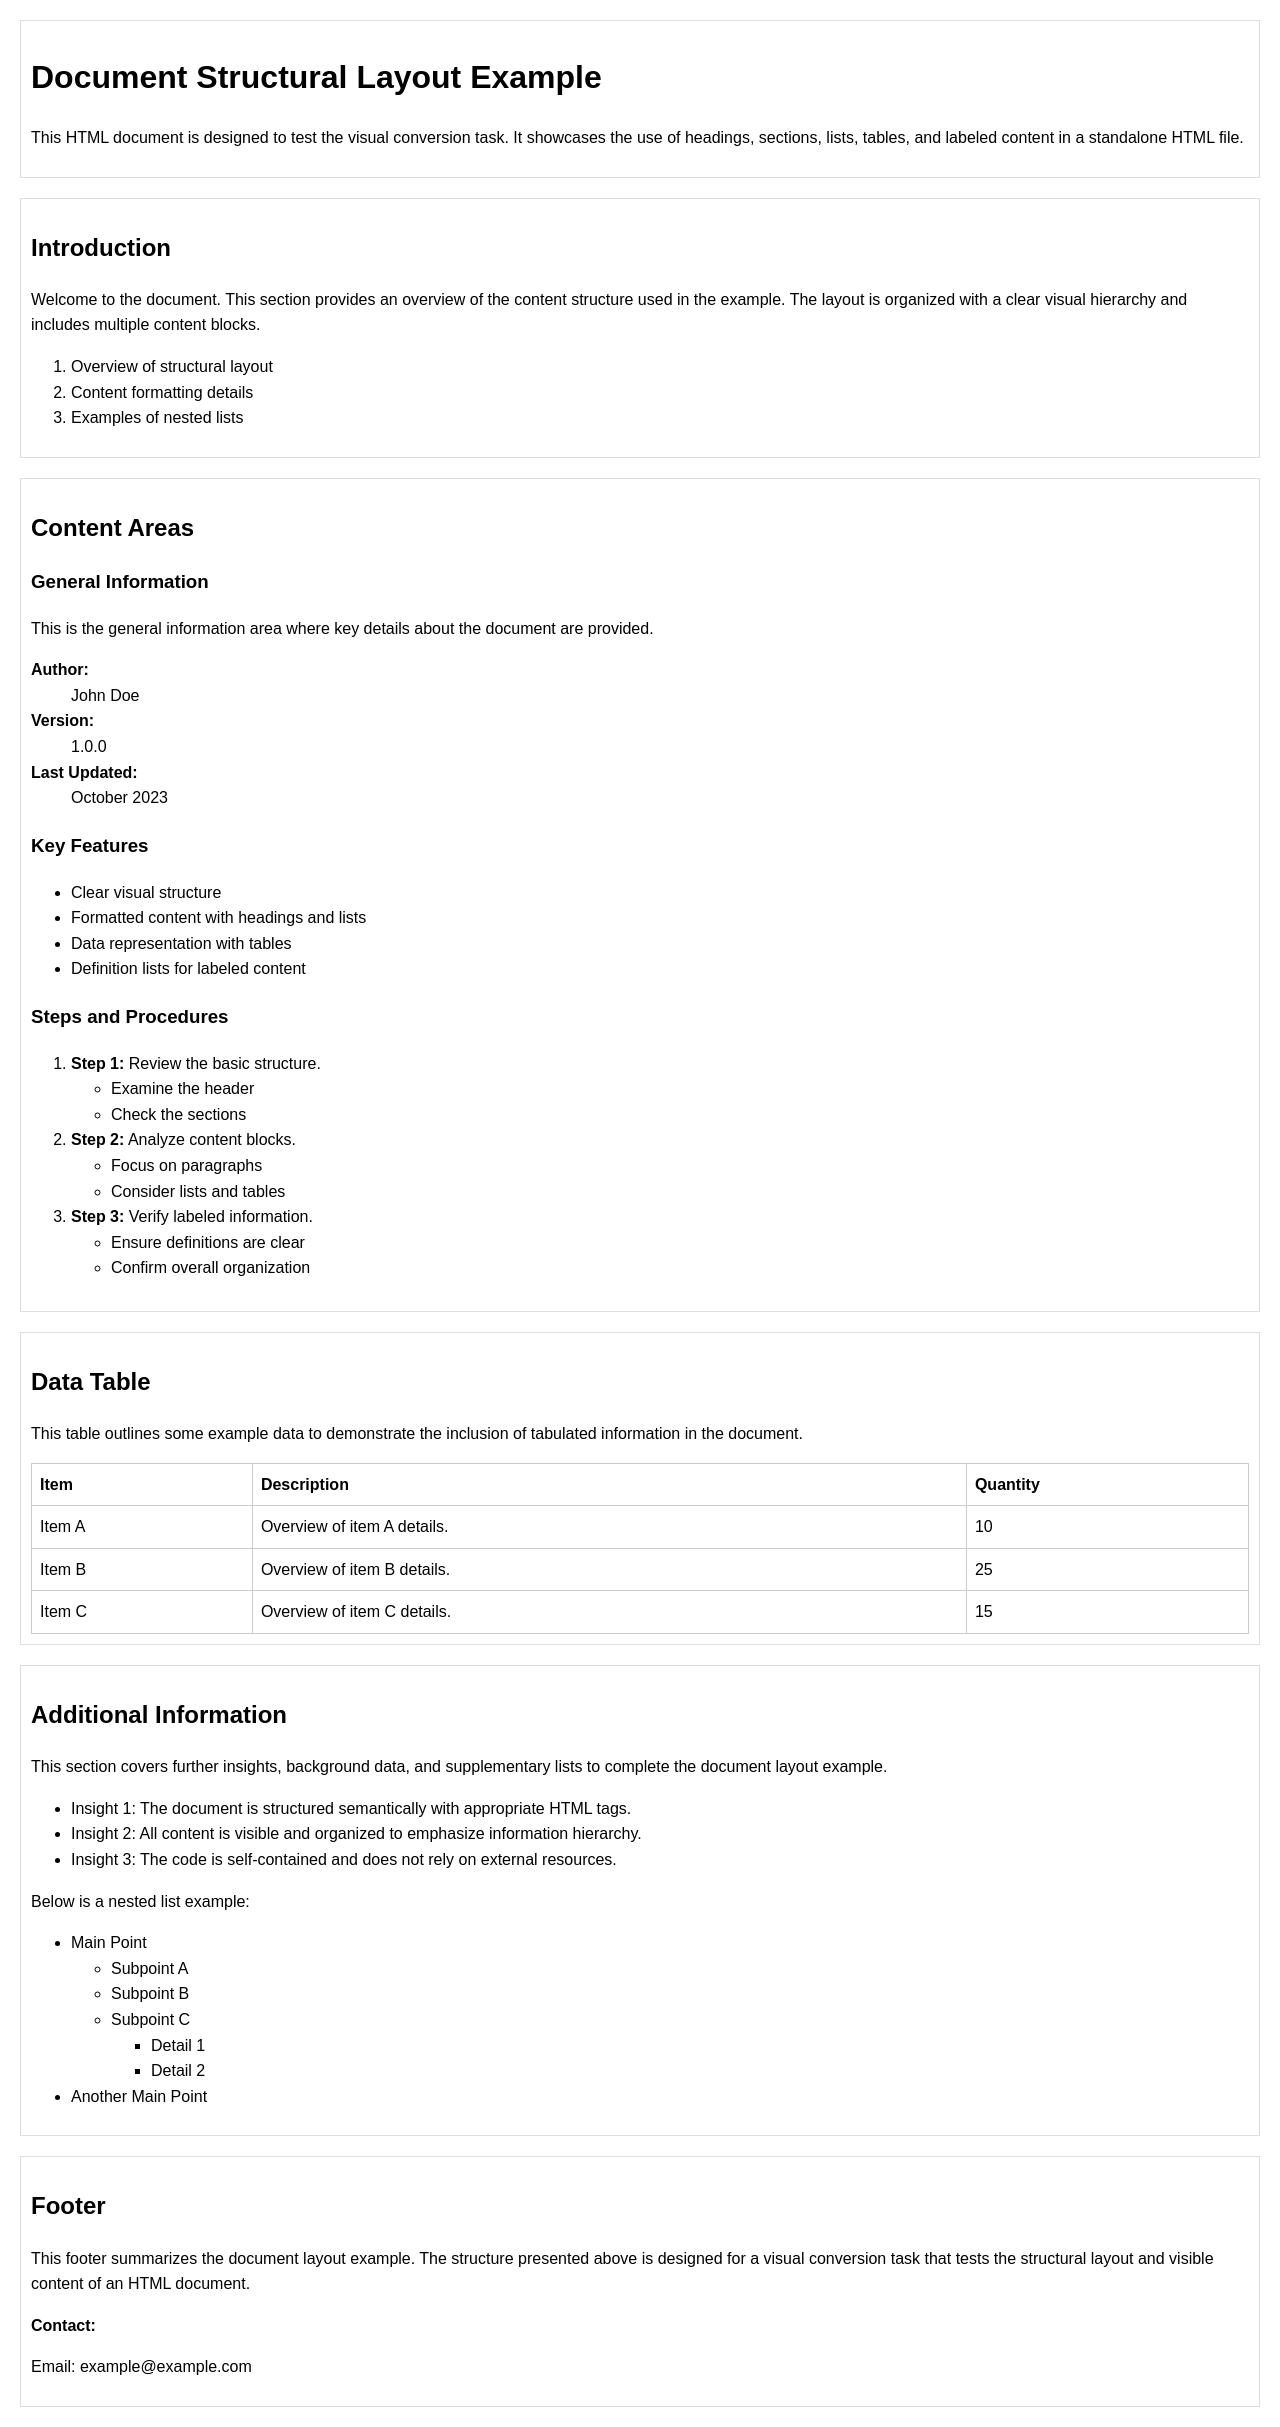 Document Structural Layout Example
This HTML document is designed to test the visual conversion task. It showcases the use of headings, sections, lists, tables, and labeled content in a standalone HTML file.
Introduction
Welcome to the document. This section provides an overview of the content structure used in the example. The layout is organized with a clear visual hierarchy and
includes multiple content blocks.
1. Overview of structural layout
2. Content formatting details
3. Examples of nested lists
Content Areas
General Information
This is the general information area where key details about the document are provided.
Author:
John Doe
Version:
1.0.0
Last Updated:
October 2023
Key Features
• Clear visual structure
• Formatted content with headings and lists
• Data representation with tables
• Definition lists for labeled content
Steps and Procedures
1. Step 1: Review the basic structure.
◦ Examine the header
◦ Check the sections
2. Step 2: Analyze content blocks.
◦ Focus on paragraphs
◦ Consider lists and tables
3. Step 3: Verify labeled information.
◦ Ensure definitions are clear
◦ Confirm overall organization
Data Table
This table outlines some example data to demonstrate the inclusion of tabulated information in the document.
Item Description Quantity
Item A Overview of item A details. 10
Item B Overview of item B details. 25
Item C Overview of item C details. 15
Additional Information
This section covers further insights, background data, and supplementary lists to complete the document layout example.
• Insight 1: The document is structured semantically with appropriate HTML tags.
• Insight 2: All content is visible and organized to emphasize information hierarchy.
• Insight 3: The code is self-contained and does not rely on external resources.
Below is a nested list example:
• Main Point
◦ Subpoint A
◦ Subpoint B
◦ Subpoint C
▪ Detail 1
▪ Detail 2
• Another Main Point
Footer
This footer summarizes the document layout example. The structure presented above is designed for a visual conversion task that tests the structural layout and visible
content of an HTML document.
Contact:
Email: example@example.com